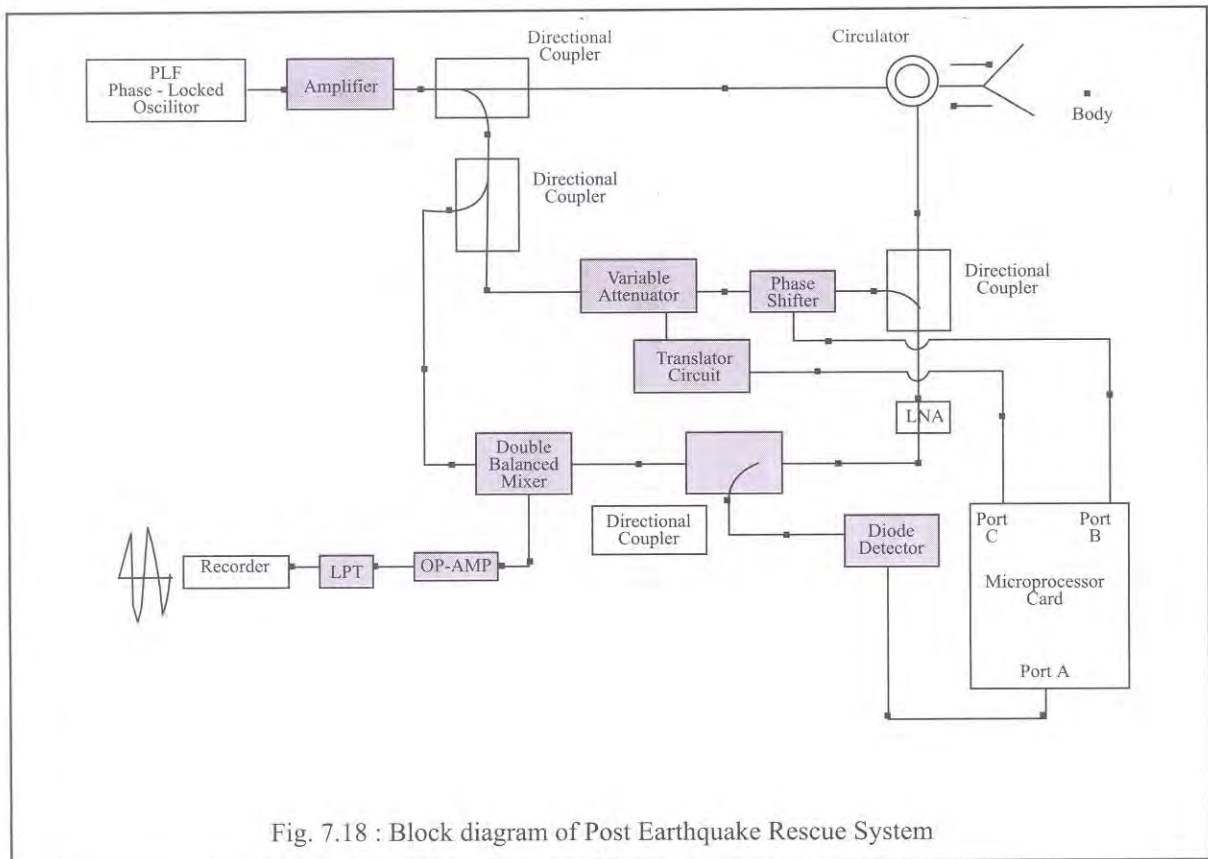 Directional
Coupler
Circulator
PLF
Phase - Locked
Oscilitor
Amplifier
Body
Directional
Coupler
Variable
Attenuator
Phase
Shifter
Directional
Coupler
Translator
Circuit
LNA
Double
Balanced
Mixer
Directional
Coupler
Diode
Detector
Port
C
Port
B
Microprocessor
Card
Port A
Recorder
LPT
OP-AMP
Fig. 7.18 : Block diagram of Post Earthquake Rescue System